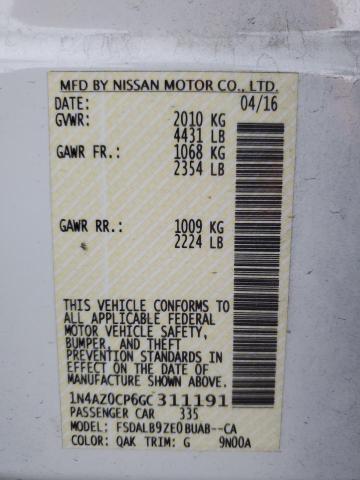 MFD BY NISSAN MOTOR CO., LTD.
DATE: 04/16
GVWR: 2010 KG
4431 LB
GAWR FR.: 1068 KG
2354 LB
GAWR RR.: 1009 KG
2224 LB
THIS VEHICLE CONFORMS TO
ALL APPLICABLE FEDERAL
MOTOR VEHICLE SAFETY,
BUMPER, AND THEFT
PREVENTION STANDARDS IN
EFFECT ON THE DATE OF
MANUFACTURE SHOWN ABOVE.
1N4AZ0CP6GC311191
PASSENGER CAR 335
MODEL: FSDALB9ZE0BUAB--CA
COLOR: QAK TRIM: G 9N00A